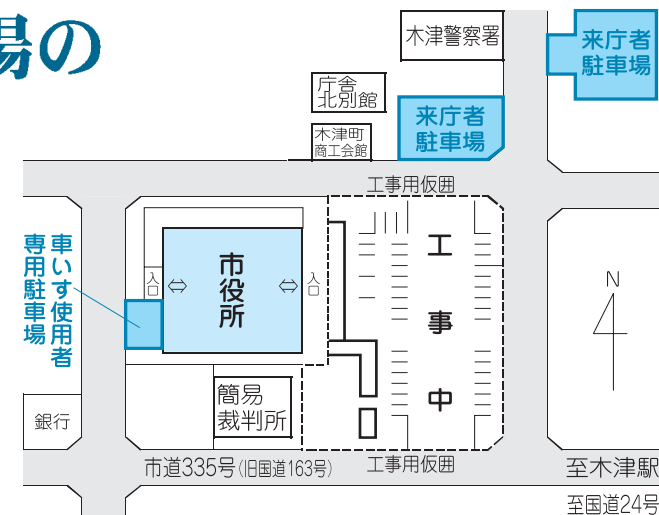 場の
木津警察署
来庁者
駐車場
庁舎
北別館
来庁者
駐車場
木津町
商工会館
工事用仮囲
車いす使用者
専用駐車場
入口
市役所
入口
工事中
N
簡易
裁判所
銀行
市道335号(旧国道163号)
工事用仮囲
至木津駅
至国道24号